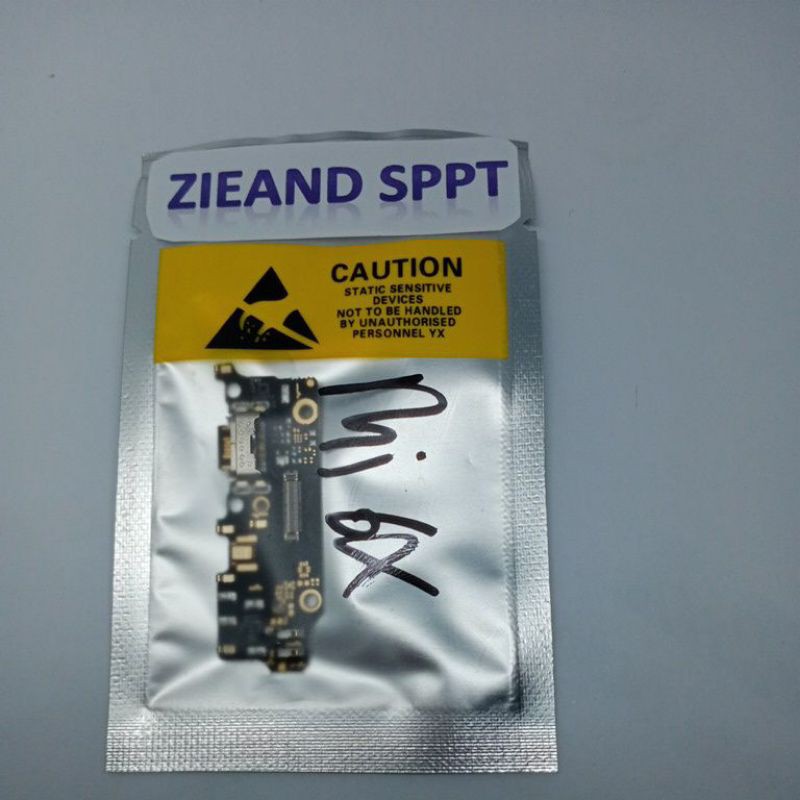 ZIEAND SPPT
CAUTION
STATIC SENSITIVE
DEVICES
NOT TO BE HANDLED
BY UNAUTHORISED
PERSONNEL YX
Mi 6X